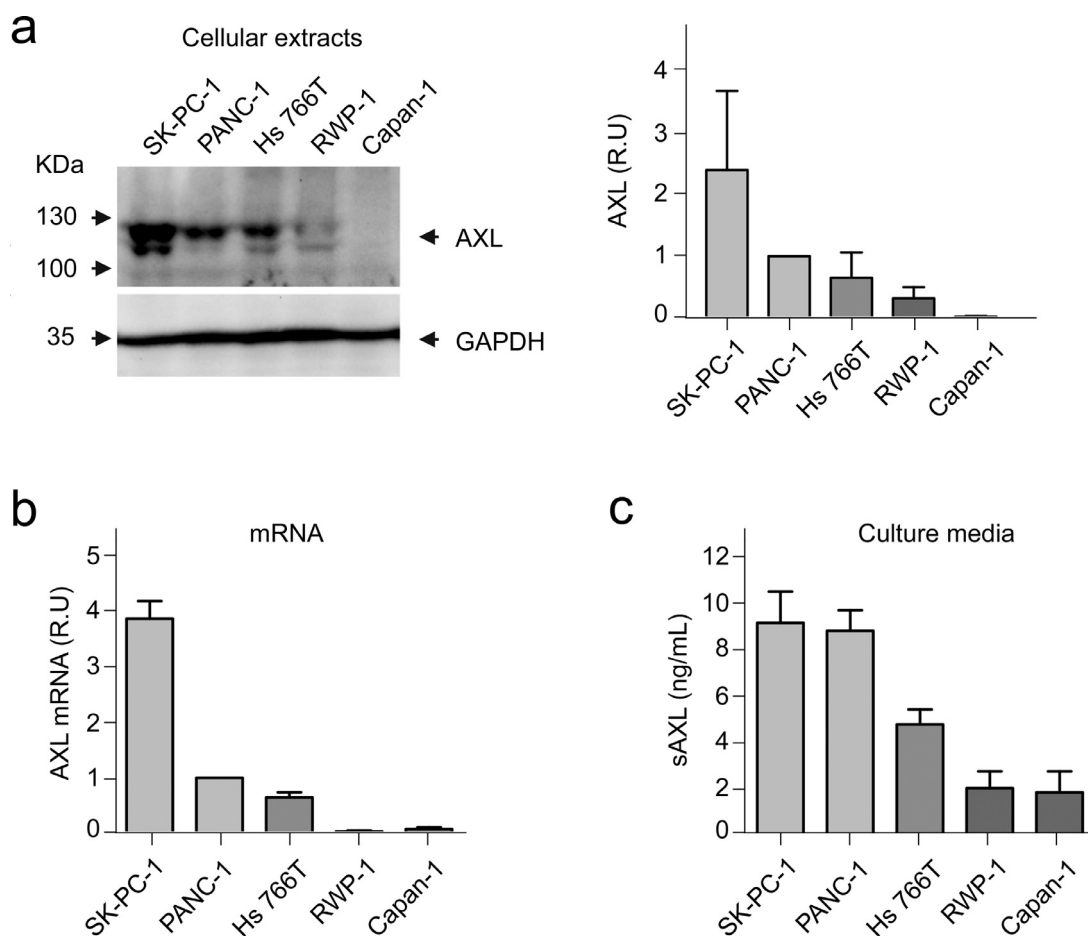 a
Cellular extracts
SK-PC-1
PANC-1
Hs 766T
RWP-1
Capan-1
KDa
130
100
AXL
35
GAPDH
AXL (R.U)
4
3
2
1
0
SK-PC-1
PANC-1
Hs 766T
RWP-1
Capan-1
b
mRNA
AXL mRNA (R.U)
5
4
3
2
1
0
SK-PC-1
PANC-1
Hs 766T
RWP-1
Capan-1
c
Culture media
sAXL (ng/mL)
12
10
8
6
4
2
0
SK-PC-1
PANC-1
Hs 766T
RWP-1
Capan-1